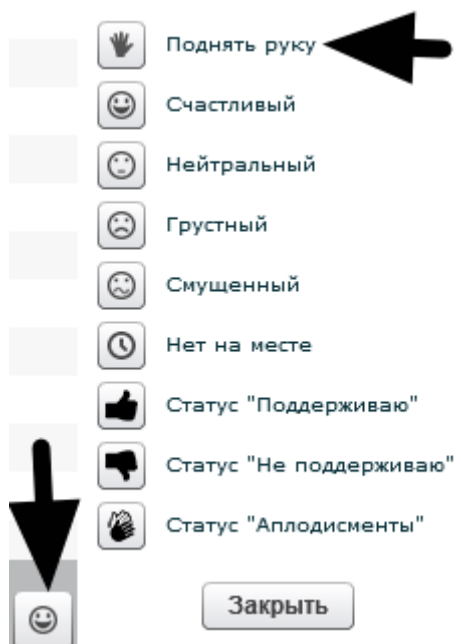 Поднять руку
Счастливый
Нейтральный
Грустный
Смущенный
Нет на месте
Статус "Поддерживаю"
Статус "Не поддерживаю"
Статус "Аплодисменты"
Закрыть